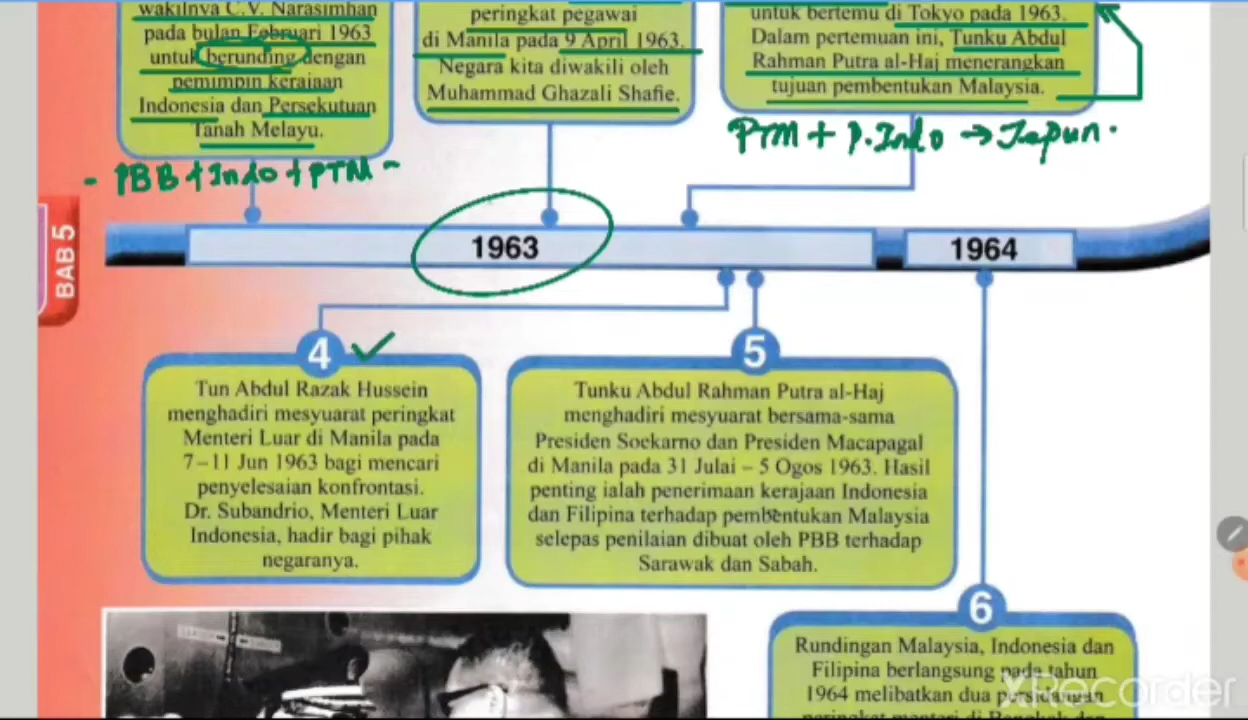 wakilnya C.V. Narasimhan
pada bulan Februari 1963
untuk berunding dengan
pemimpin kerajaan
Indonesia dan Persekutuan
Tanah Melayu.
- PBB + Indo + PTM -
peringkat pegawai
di Manila pada 9 April 1963.
Negara kita diwakili oleh
Muhammad Ghazali Shafie.
untuk bertemu di Tokyo pada 1963.
Dalam pertemuan ini, Tunku Abdul
Rahman Putra al-Haj menerangkan
tujuan pembentukan Malaysia.
PTM + P.Indo → Jepun.
BAB 5
1963
1964
4
Tun Abdul Razak Hussein
menghadiri mesyuarat peringkat
Menteri Luar di Manila pada
7–11 Jun 1963 bagi mencari
penyelesaian konfrontasi.
Dr. Subandrio, Menteri Luar
Indonesia, hadir bagi pihak
negaranya.
5
Tunku Abdul Rahman Putra al-Haj
menghadiri mesyuarat bersama-sama
Presiden Soekarno dan Presiden Macapagal
di Manila pada 31 Julai – 5 Ogos 1963. Hasil
penting ialah penerimaan kerajaan Indonesia
dan Filipina terhadap pembentukan Malaysia
selepas penilaian dibuat oleh PBB terhadap
Sarawak dan Sabah.
6
Rundingan Malaysia, Indonesia dan
Filipina berlangsung pada tahun
1964 melibatkan dua persidangan
peringkat menteri di
XRecorder